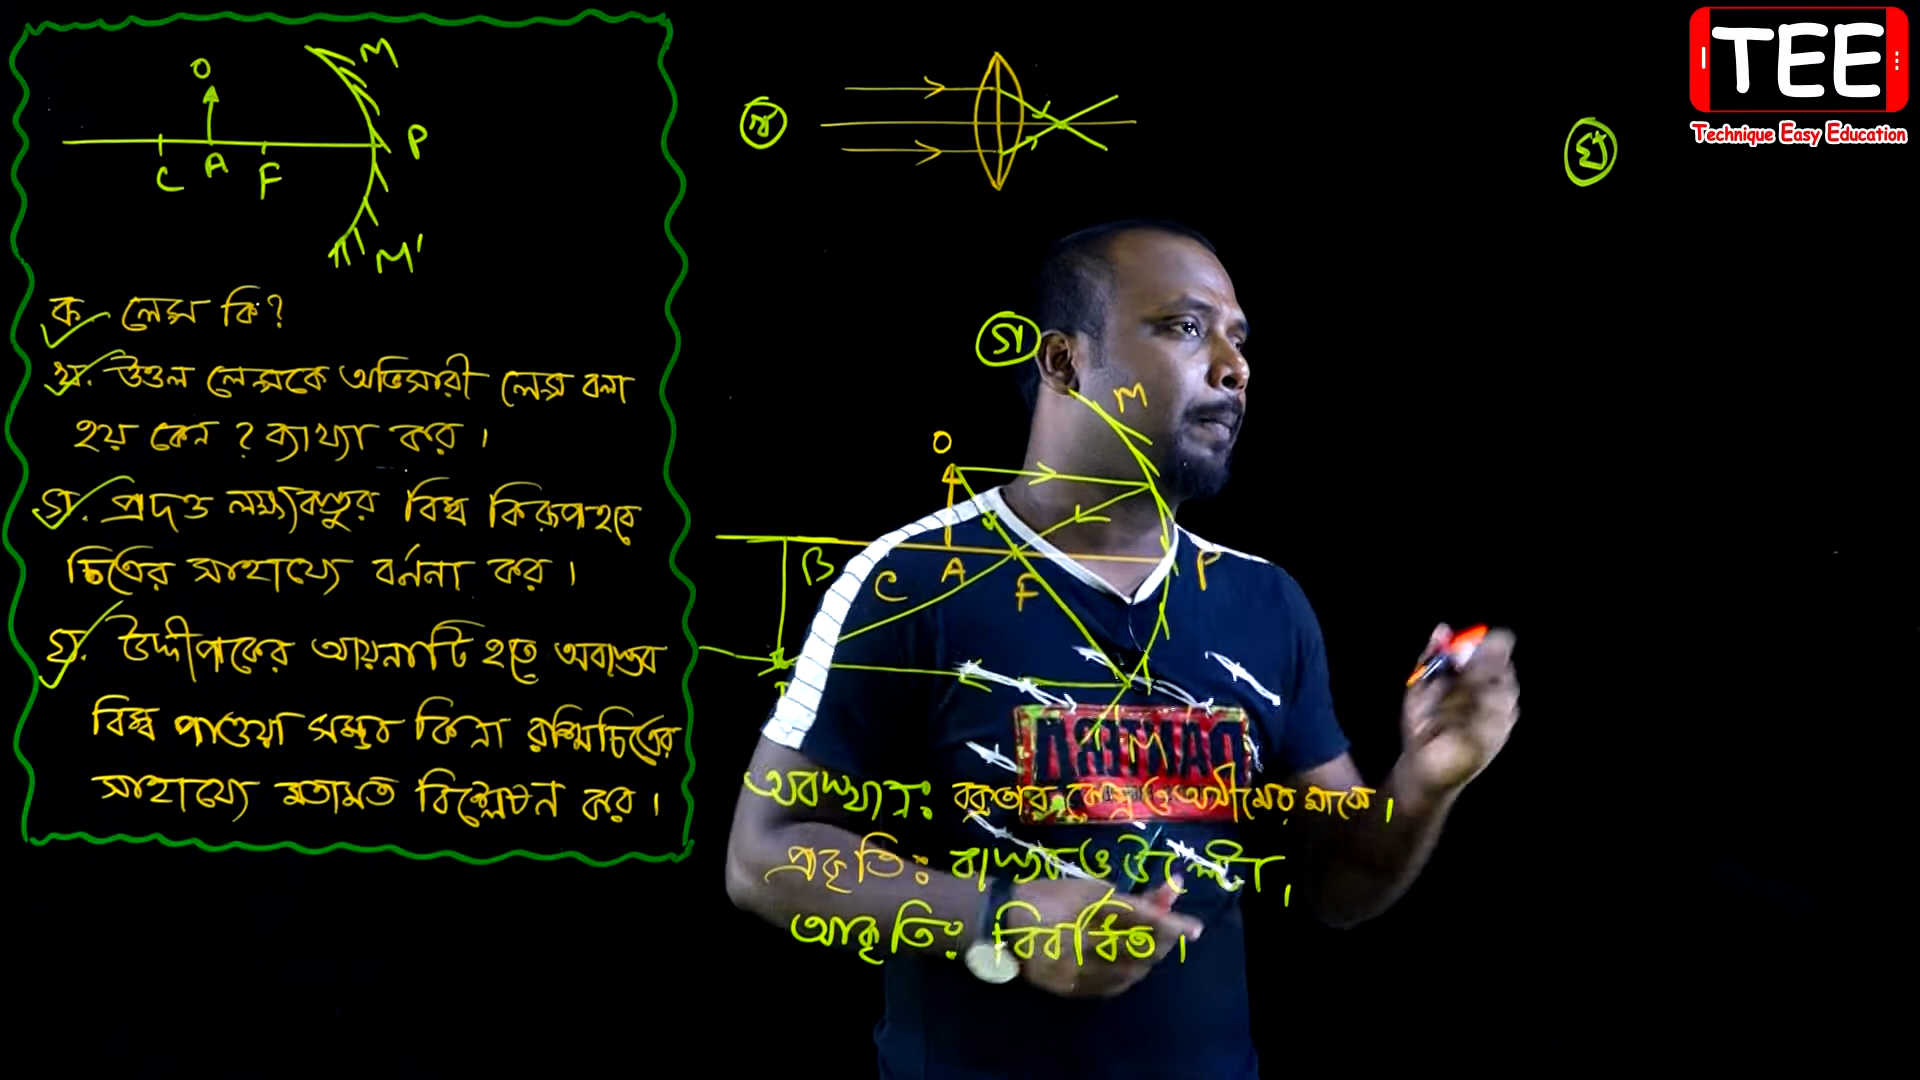 TEE
Technique Easy Education
M
O
P
C A F
M'
ক. লেন্স কি?
খ. উত্তল লেন্সকে অভিসারী লেন্স বলা
হয় কেন ? ব্যাখ্যা কর ।
গ. প্রদত্ত লক্ষ্যবস্তুর বিম্ব কিরূপ হবে
চিত্রের সাহায্যে বর্ননা কর ।
ঘ. উদ্দীপকের আয়নাটি হতে অবাস্তব
বিম্ব পাওয়া সম্ভব কিনা রশ্মিচিত্রের
সাহায্যে মতামত বিশ্লেষন কর ।
খ
গ
M
O
B C A F P
M
অবস্থান: বক্রতার কেন্দ্র ও অসীমের মাঝে ।
প্রকৃতি: বাস্তব ও উল্টো ।
আকৃতি: বিবর্ধিত ।
ঘ